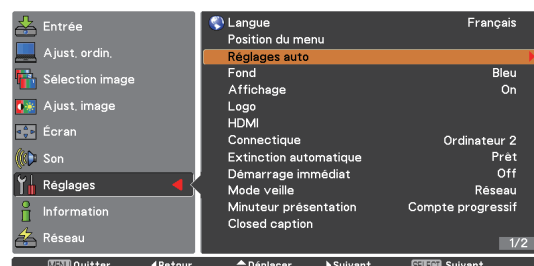 Entrée
Ajust. ordin.
Sélection image
Ajust. image
Écran
Son
Réglages
Information
Réseau
Langue Français
Position du menu
Réglages auto
Fond Bleu
Affichage On
Logo
HDMI
Connectique Ordinateur 2
Extinction automatique Prêt
Démarrage immédiat Off
Mode veille Réseau
Minuteur présentation Compte progressif
Closed caption
1/2
MENU Quitter Retour Déplacer Suivant SELECT Suivant